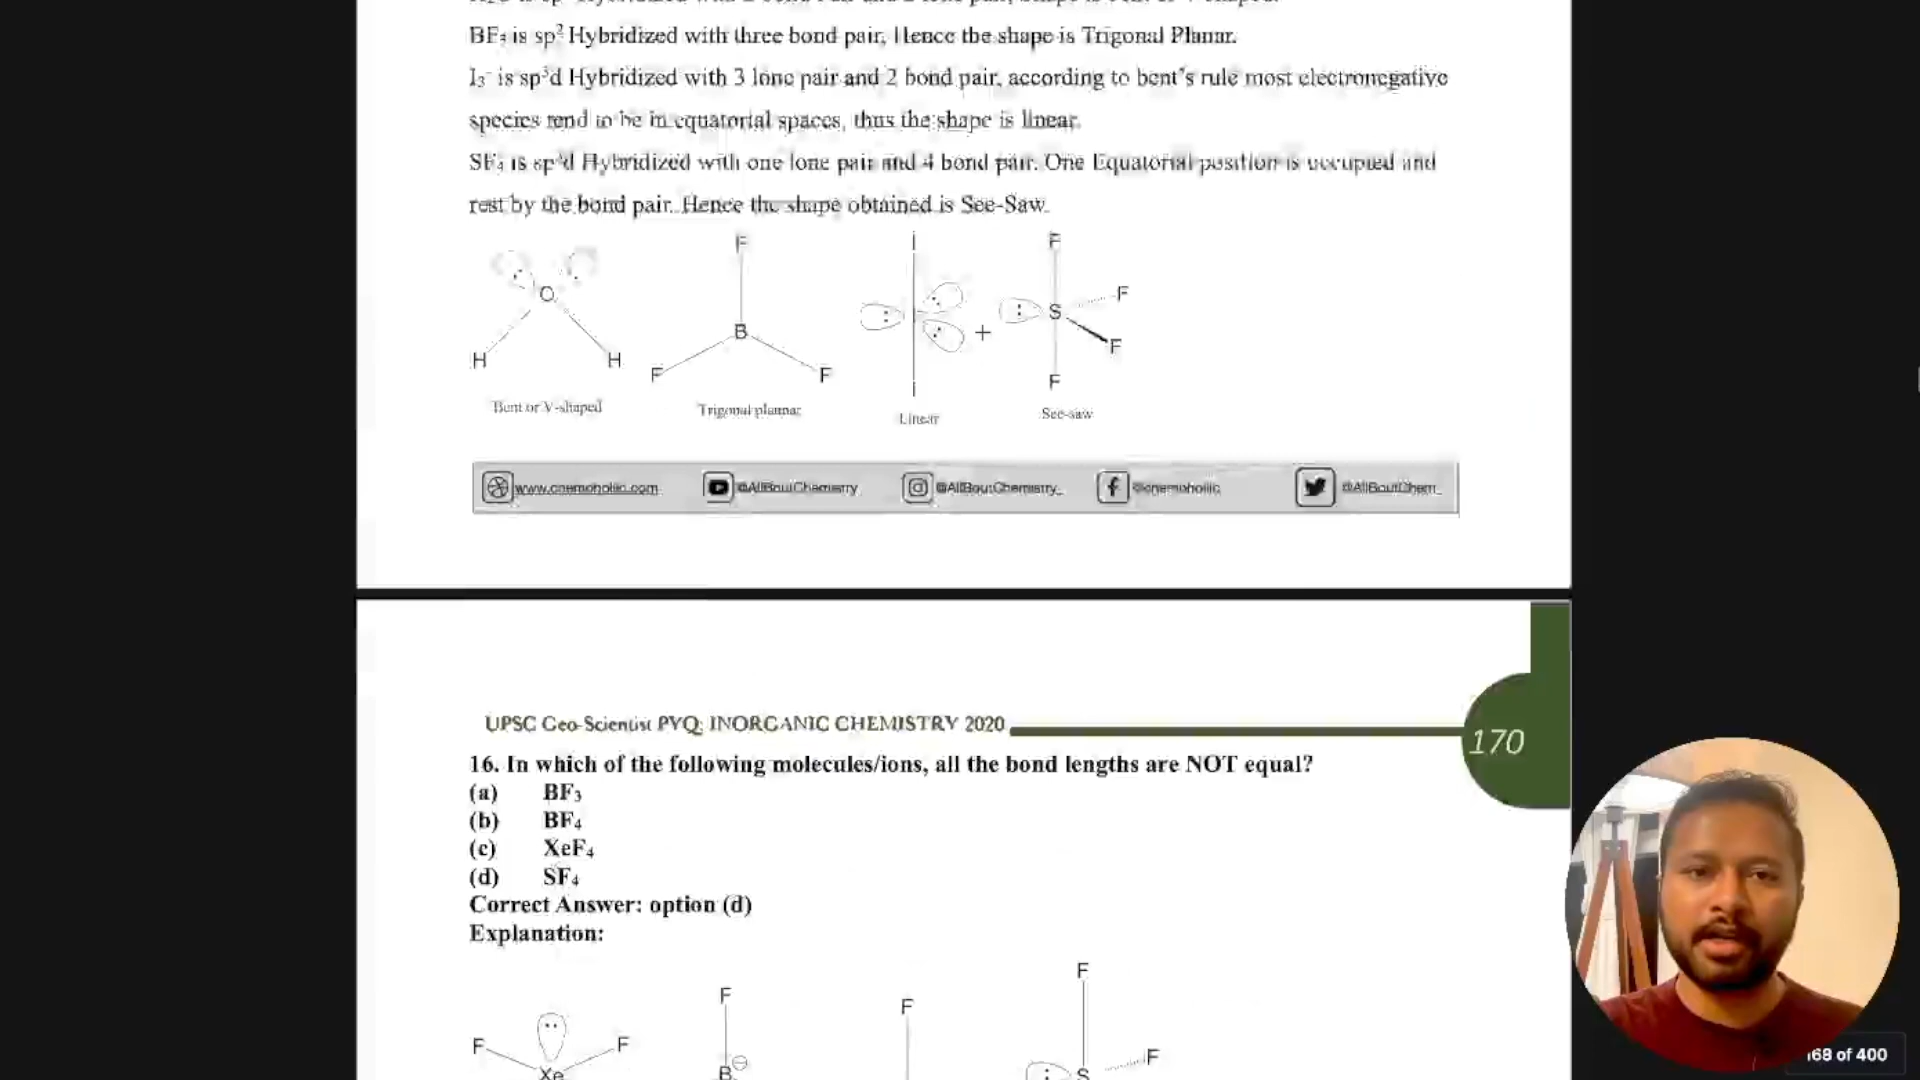 BF₃ is sp² Hybridized with three bond pair, Hence the shape is Trigonal Planar.
I₃⁻ is sp³d Hybridized with 3 lone pair and 2 bond pair, according to bent's rule most electronegative
species tend to be in equatorial spaces, thus the shape is linear.
SF₄ is sp³d Hybridized with one lone pair and 4 bond pair. One Equatorial position is occupied and
rest by the bond pair. Hence the shape obtained is See-Saw.
F I F
O F
B I + S
H H F
F F F
Bent or V-shaped Trigonal plannar Linear See-saw
www.chemoholic.com @AllBoutChemistry @AllBoutChemistry_ @chemoholic @AllBoutChem_
UPSC Geo-Scientist PYQ: INORGANIC CHEMISTRY 2020
170
16. In which of the following molecules/ions, all the bond lengths are NOT equal?
(a) BF₃
(b) BF₄
(c) XeF₄
(d) SF₄
Correct Answer: option (d)
Explanation:
F
F F
F F F
Xe B⊖ S
168 of 400